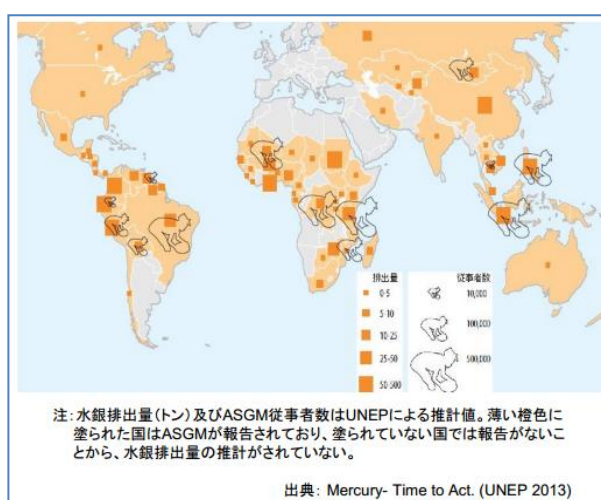 排出量
0-5
5-10
10-25
25-50
50-500
従事者数
10,000
100,000
500,000
注：水銀排出量（トン）及びASGM従事者数はUNEPによる推計値。薄い橙色に
塗られた国はASGMが報告されており、塗られていない国では報告がないこ
とから、水銀排出量の推計がされていない。
出典： Mercury- Time to Act. (UNEP 2013)